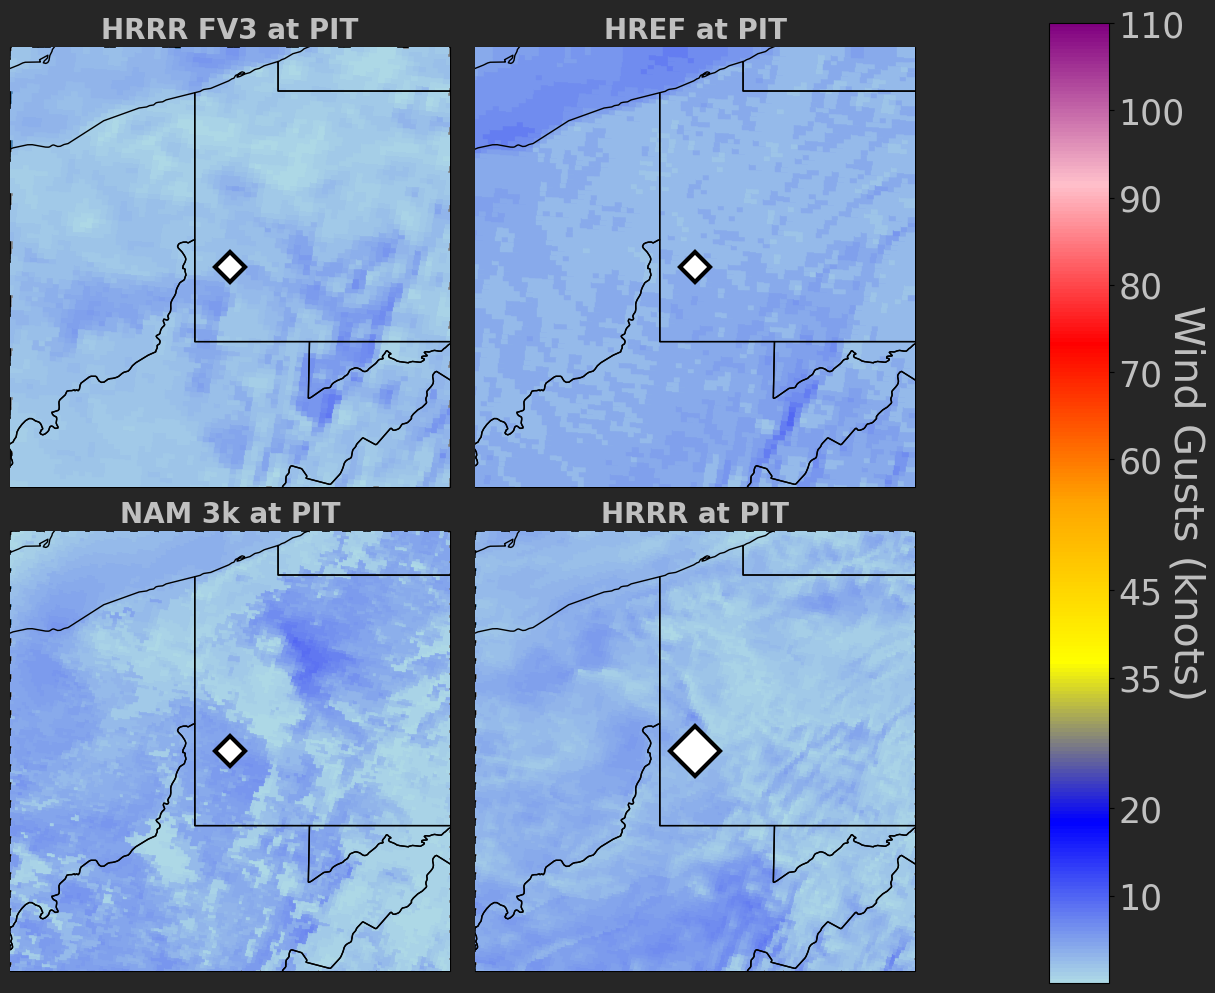 HRRR FV3 at PIT
HREF at PIT
NAM 3k at PIT
HRRR at PIT
110
100
90
80
70
60
45
35
20
10
Wind Gusts (knots)